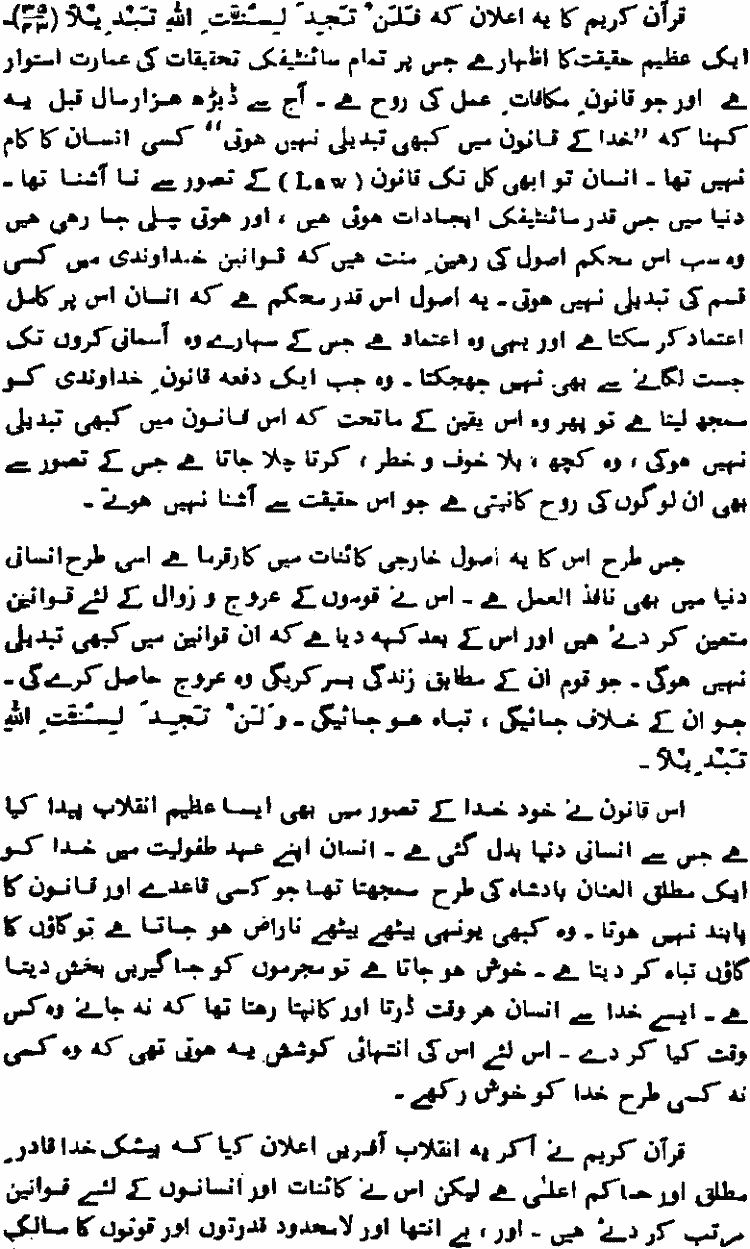 قرآن کریم کا یہ اعلان کہ فَلَنْ تَجِدَ لِسُنَّتِ اللّٰہِ تَبْدِیْلاً (۳۵/۴۳)۔
ایک عظیم حقیقت کا اظہار ہے جس پر تمام سائنٹیفک تحقیقات کی عمارت استوار
ہے اور جو قانونِ مکافاتِ عمل کی روح ہے ۔ آج سے ڈیڑھ ہزار سال قبل یہ
کہنا کہ ”خدا کے قانون میں کبھی تبدیلی نہیں ہوتی“ کسی انسان کا کام
نہیں تھا ۔ انسان تو ابھی کل تک قانون (Law) کے تصور سے نا آشنا تھا ۔
دنیا میں جس قدر سائنٹیفک ایجادات ہوئی ہیں ، اور ہوتی چلی جا رہی ہیں
وہ سب اس محکم اصول کی رہینِ منت ہیں کہ قوانین خداوندی میں کسی
قسم کی تبدیلی نہیں ہوتی ۔ یہ اصول اس قدر محکم ہے کہ انسان اس پر کامل
اعتماد کر سکتا ہے اور یہی وہ اعتماد ہے جس کے سہارے وہ آسمانی کروں تک
جست لگانے سے بھی نہیں جھجکتا ۔ وہ جب ایک دفعہ قانونِ خداوندی کو
سمجھ لیتا ہے تو پھر وہ اس یقین کے ماتحت کہ اس قانون میں کبھی تبدیلی
نہیں ہوگی ، وہ کچھ ، بلا خوف و خطر ، کرتا چلا جاتا ہے جس کے تصور سے
بھی ان لوگوں کی روح کانپتی ہے جو اس حقیقت سے آشنا نہیں ہوتے ۔
جس طرح اس کا یہ اصول خارجی کائنات میں کارفرما ہے اسی طرح انسانی
دنیا میں بھی نافذ العمل ہے ۔ اس نے قوموں کے عروج و زوال کے لئے قوانین
متعین کر دئے ہیں اور اس کے بعد کہہ دیا ہے کہ ان قوانین میں کبھی تبدیلی
نہیں ہوگی ۔ جو قوم ان کے مطابق زندگی بسر کریگی وہ عروج حاصل کرے گی ۔
جو ان کے خلاف جائیگی ، تباہ ہو جائیگی ۔ وَلَنْ تَجِدَ لِسُنَّتِ اللّٰہِ
تَبْدِیْلاً ۔
اس قانون نے خود خدا کے تصور میں بھی ایسا عظیم انقلاب پیدا کیا
ہے جس سے انسانی دنیا بدل گئی ہے ۔ انسان اپنے عہد طفولیت میں خدا کو
ایک مطلق العنان بادشاہ کی طرح سمجھتا تھا جو کسی قاعدے اور قانون کا
پابند نہیں ہوتا ۔ وہ کبھی یونہی بیٹھے بیٹھے ناراض ہو جاتا ہے تو گاؤں کا
گاؤں تباہ کر دیتا ہے ۔ خوش ہو جاتا ہے تو مجرموں کو جاگیریں بخش دیتا
ہے ۔ ایسے خدا سے انسان ہر وقت ڈرتا اور کانپتا رہتا تھا کہ نہ جانے وہ کس
وقت کیا کر دے ۔ اس لئے اس کی انتہائی کوشش یہ ہوتی تھی کہ وہ کسی
نہ کسی طرح خدا کو خوش رکھے ۔
قرآن کریم نے آکر یہ انقلاب آفریں اعلان کیا کہ بیشک خدا قادرِ
مطلق اور حاکم اعلٰی ہے لیکن اس نے کائنات اور انسانوں کے لئے قوانین
مرتب کر دئے ہیں ۔ اور ، بے انتہا اور لامحدود قدرتوں اور قوتوں کا مالک